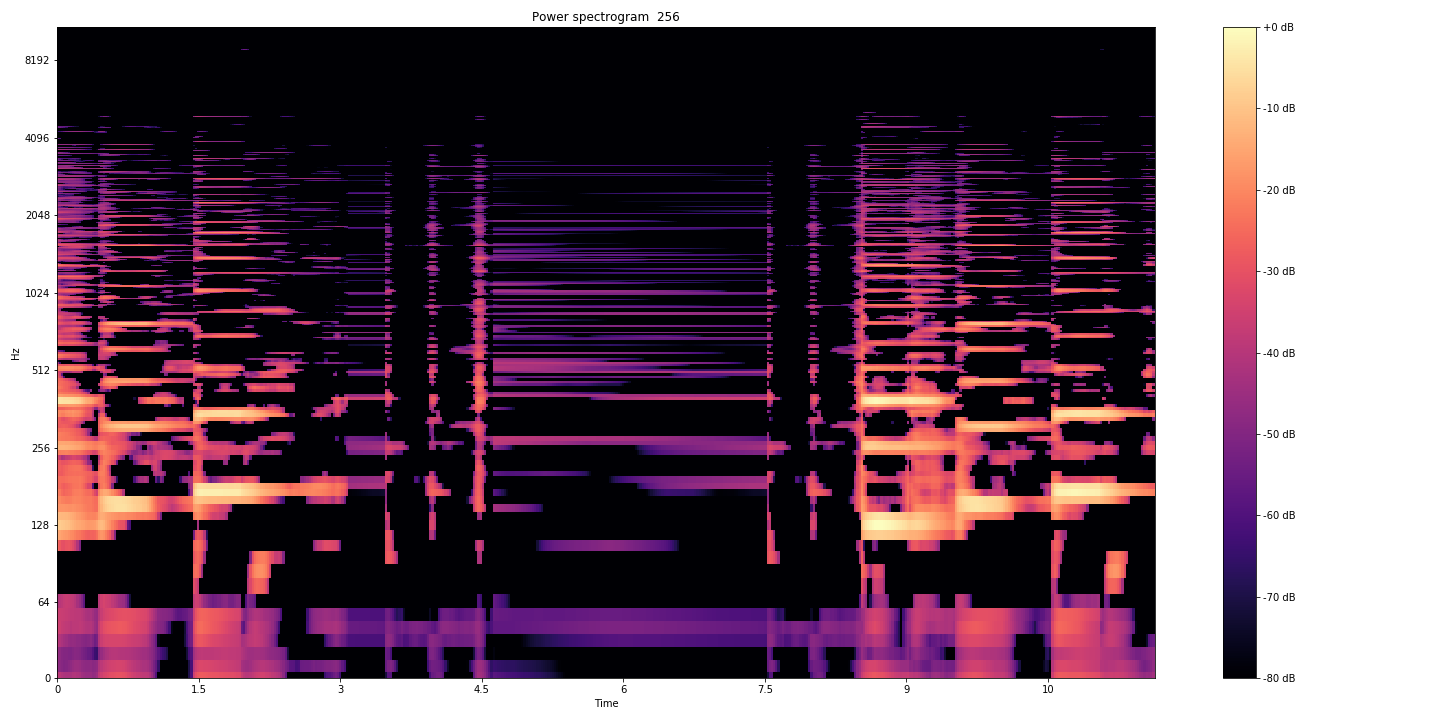 Power spectrogram 256
Hz
8192
4096
2048
1024
512
256
128
64
0
0 1.5 3 4.5 6 7.5 9 10
Time
+0 dB
-10 dB
-20 dB
-30 dB
-40 dB
-50 dB
-60 dB
-70 dB
-80 dB